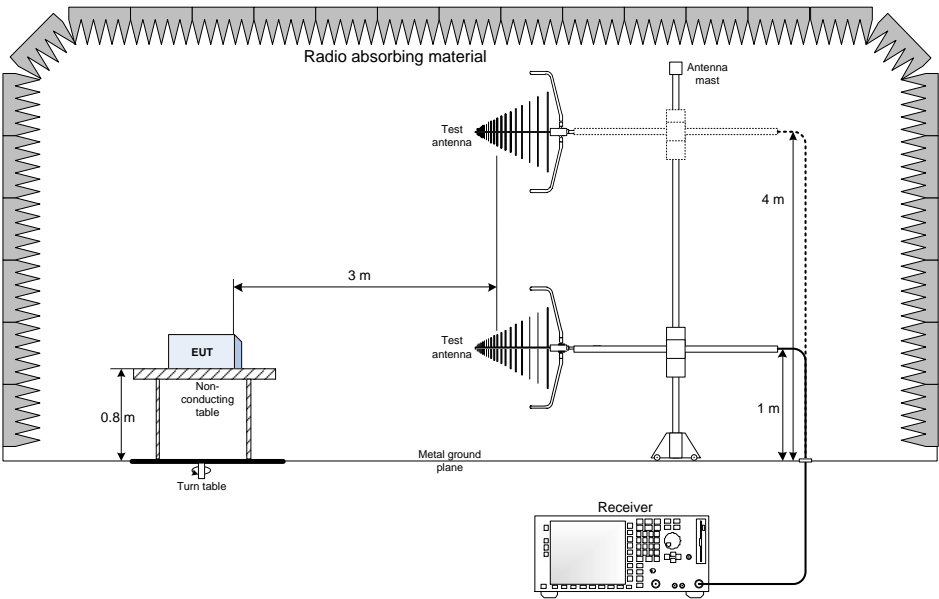 Radio absorbing material
Antenna
mast
Test
antenna
4 m
3 m
Test
antenna
EUT
Non-
conducting
table
0.8 m
1 m
Metal ground
plane
Turn table
Receiver